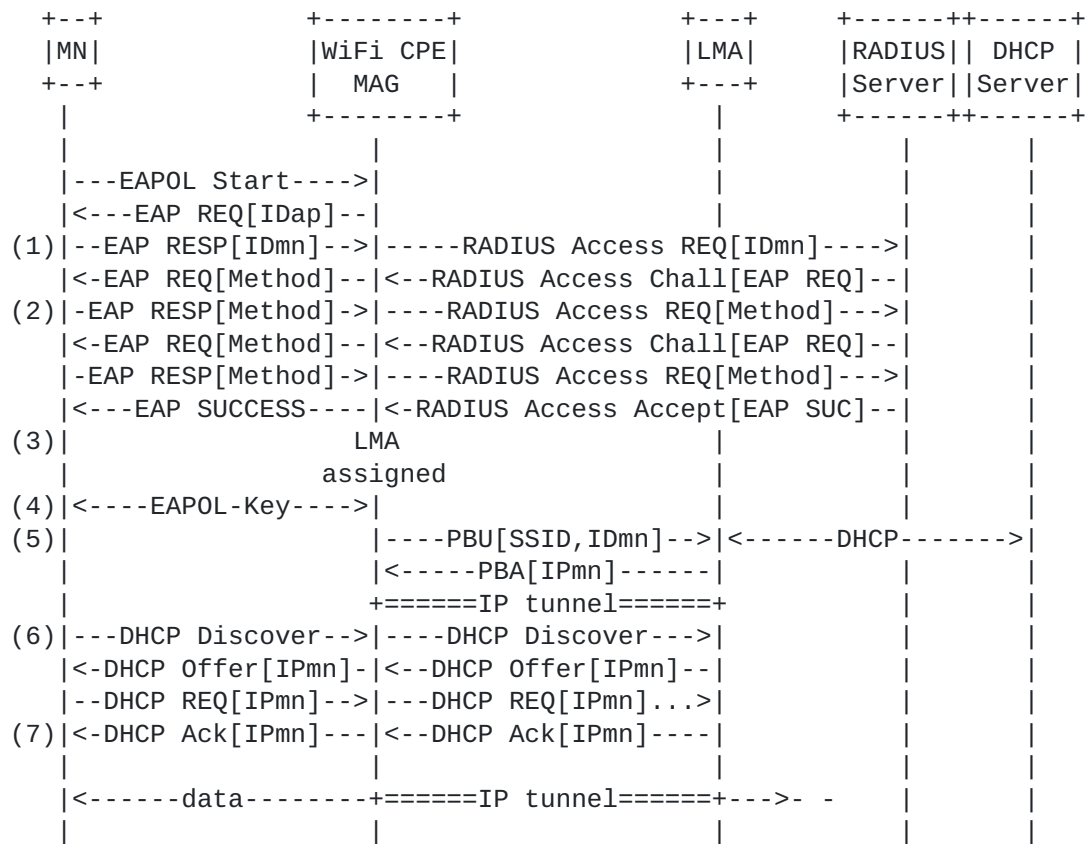 +--+            +--------+              +---+       +------++------+
  |MN|            |WiFi CPE|              |LMA|       |RADIUS|| DHCP |
  +--+            |  MAG   |              +---+       |Server||Server|
   |              +--------+                |         +------++------+
   |                   |                     |           |       |
   |---EAPOL Start---->|                     |           |       |
   |<---EAP REQ[IDap]--|                     |           |       |
(1)|--EAP RESP[IDmn]-->|-----RADIUS Access REQ[IDmn]---->|       |
   |<-EAP REQ[Method]--|<--RADIUS Access Chall[EAP REQ]--|       |
(2)|-EAP RESP[Method]->|----RADIUS Access REQ[Method]--->|       |
   |<-EAP REQ[Method]--|<--RADIUS Access Chall[EAP REQ]--|       |
   |-EAP RESP[Method]->|----RADIUS Access REQ[Method]--->|       |
   |<---EAP SUCCESS----|<-RADIUS Access Accept[EAP SUC]--|       |
(3)|                  LMA                    |           |       |
   |                assigned                 |           |       |
(4)|<----EAPOL-Key---->|                     |           |       |
(5)|                   |----PBU[SSID,IDmn]-->|<------DHCP------->|
   |                   |<-----PBA[IPmn]------|           |       |
   |                   +======IP tunnel======+           |       |
(6)|---DHCP Discover-->|----DHCP Discover--->|           |       |
   |<-DHCP Offer[IPmn]-|<--DHCP Offer[IPmn]--|           |       |
   |--DHCP REQ[IPmn]-->|---DHCP REQ[IPmn]...>|           |       |
(7)|<-DHCP Ack[IPmn]---|<--DHCP Ack[IPmn]----|           |       |
   |                   |                     |           |       |
   |<------data--------+======IP tunnel======+--->- -    |       |
   |                   |                     |           |       |